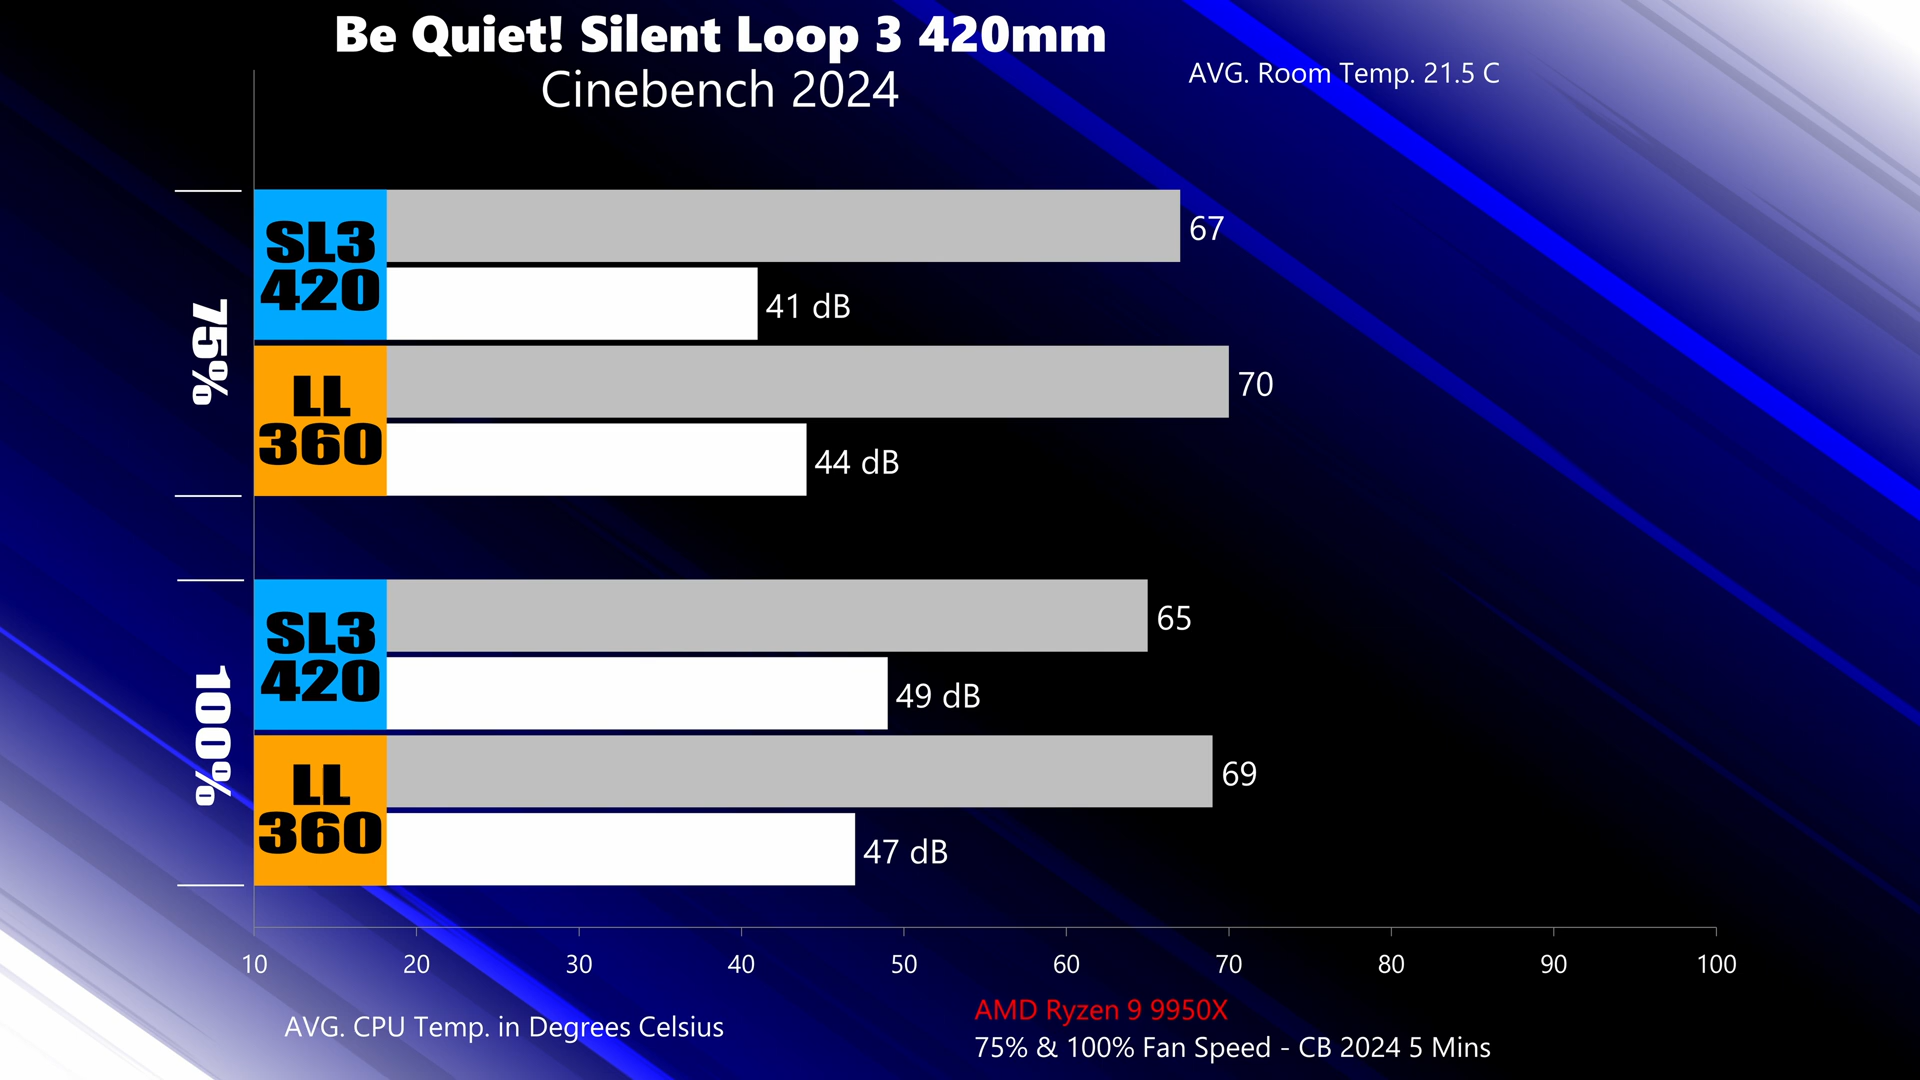 Be Quiet! Silent Loop 3 420mm
Cinebench 2024
AVG. Room Temp. 21.5 C
75%
SL3
420
67
41 dB
LL
360
70
44 dB
100%
SL3
420
65
49 dB
LL
360
69
47 dB
10 20 30 40 50 60 70 80 90 100
AVG. CPU Temp. in Degrees Celsius
AMD Ryzen 9 9950X
75% & 100% Fan Speed - CB 2024 5 Mins